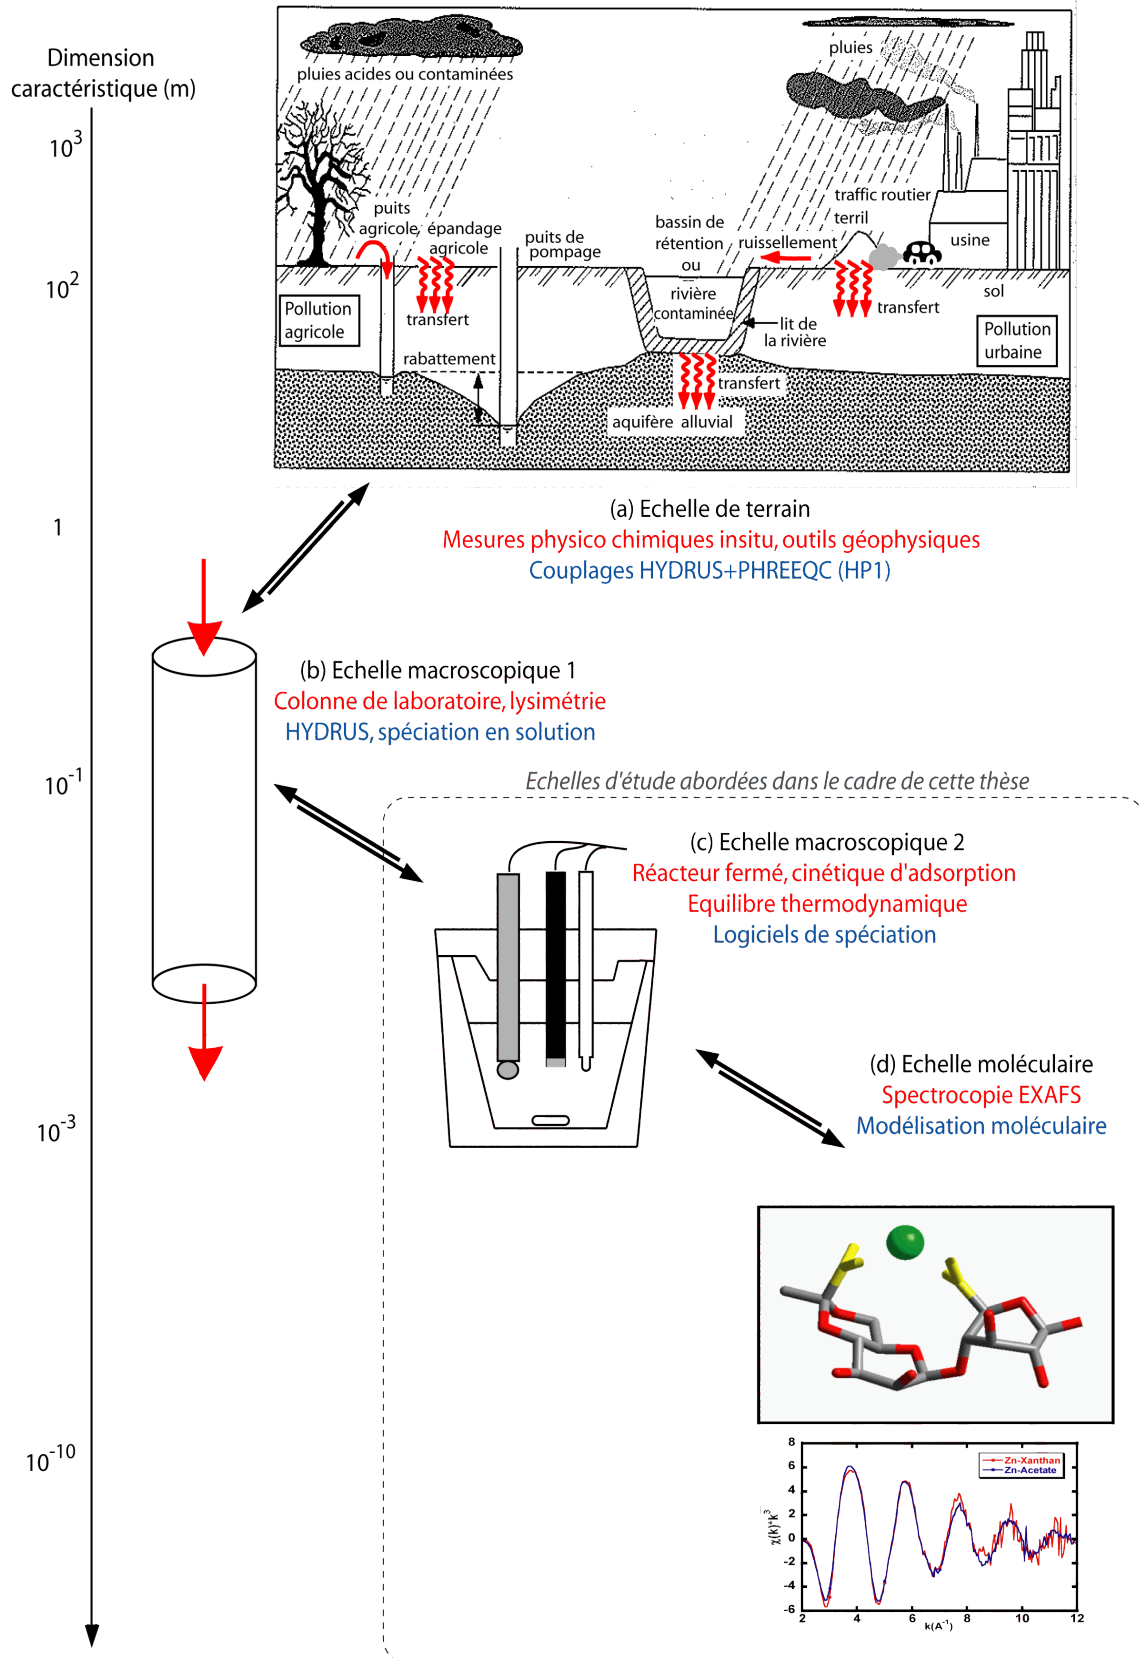 Dimension
caractéristique (m)
10³
10²
1
10⁻¹
10⁻³
10⁻¹⁰
pluies acides ou contaminées
pluies
puits
agricole
épandage
agricole
puits de
pompage
bassin de
rétention
ou
rivière
contaminée
ruissellement
traffic routier
terril
usine
sol
Pollution
agricole
transfert
rabattement
lit de
la rivière
transfert
Pollution
urbaine
transfert
aquifère alluvial
(a) Echelle de terrain
Mesures physico chimiques insitu, outils géophysiques
Couplages HYDRUS+PHREEQC (HP1)
(b) Echelle macroscopique 1
Colonne de laboratoire, lysimétrie
HYDRUS, spéciation en solution
Echelles d'étude abordées dans le cadre de cette thèse
(c) Echelle macroscopique 2
Réacteur fermé, cinétique d'adsorption
Equilibre thermodynamique
Logiciels de spéciation
(d) Echelle moléculaire
Spectrocopie EXAFS
Modélisation moléculaire
Zn-Xanthan
Zn-Acetate
χ(k)*k³
8
6
4
2
0
-2
-4
-6
2 4 6 8 10 12
k(A⁻¹)